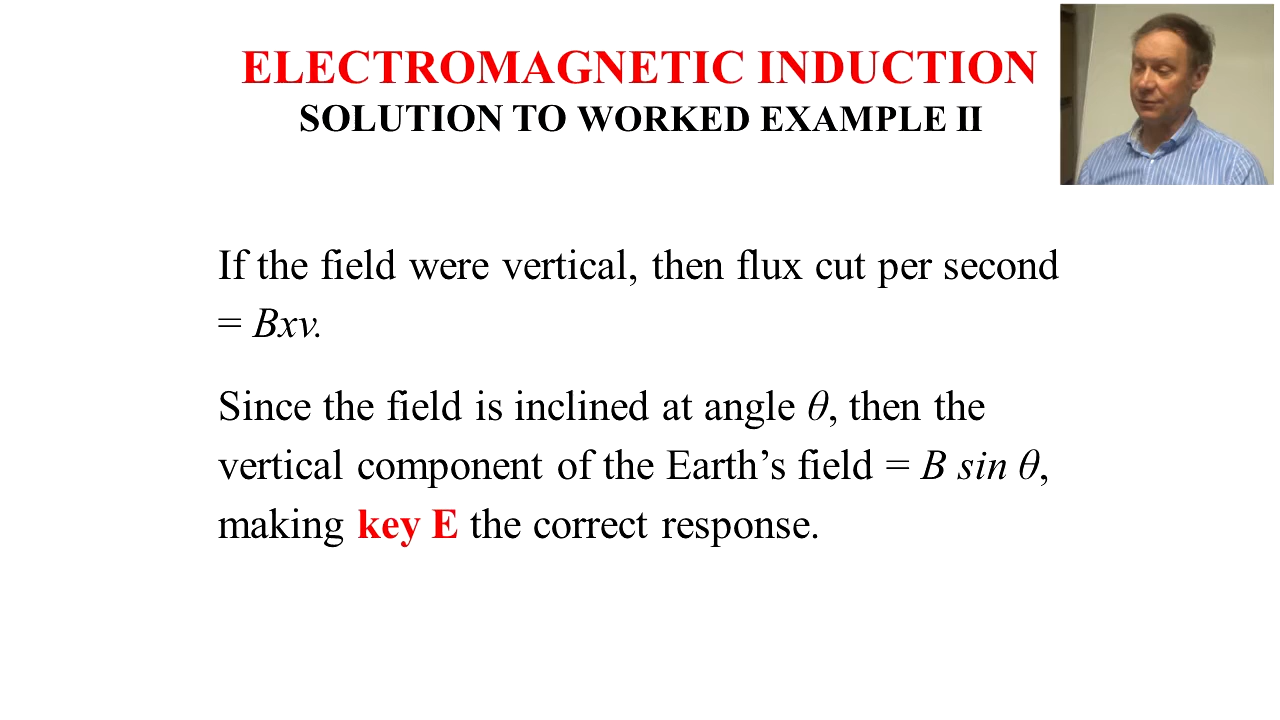 ELECTROMAGNETIC INDUCTION
SOLUTION TO WORKED EXAMPLE II
If the field were vertical, then flux cut per second
= Bxv.
Since the field is inclined at angle θ, then the
vertical component of the Earth’s field = B sin θ,
making key E the correct response.